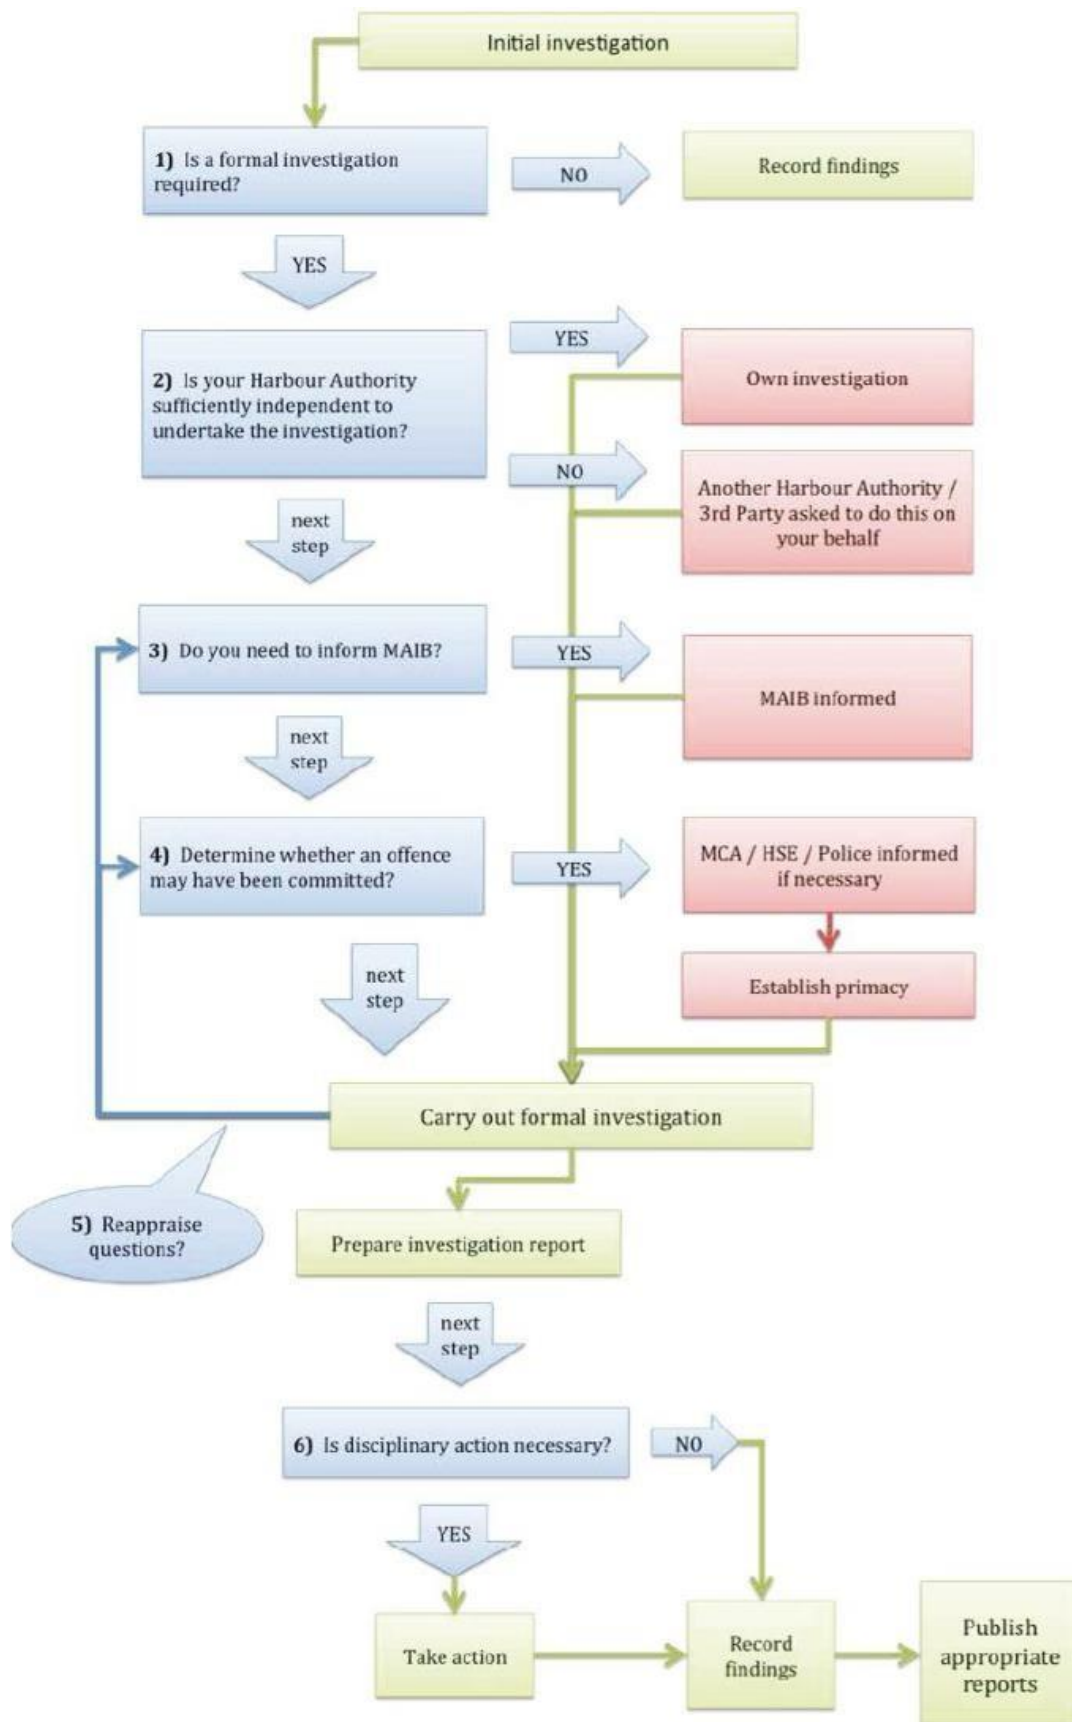 Initial investigation
1) Is a formal investigation
required?
NO
Record findings
YES
2) Is your Harbour Authority
sufficiently independent to
undertake the investigation?
YES
Own investigation
NO
Another Harbour Authority /
3rd Party asked to do this on
your behalf
next
step
3) Do you need to inform MAIB?
YES
MAIB informed
next
step
4) Determine whether an offence
may have been committed?
YES
MCA / HSE / Police informed
if necessary
Establish primacy
next
step
Carry out formal investigation
5) Reappraise
questions?
Prepare investigation report
next
step
6) Is disciplinary action necessary?
NO
YES
Take action
Record
findings
Publish
appropriate
reports